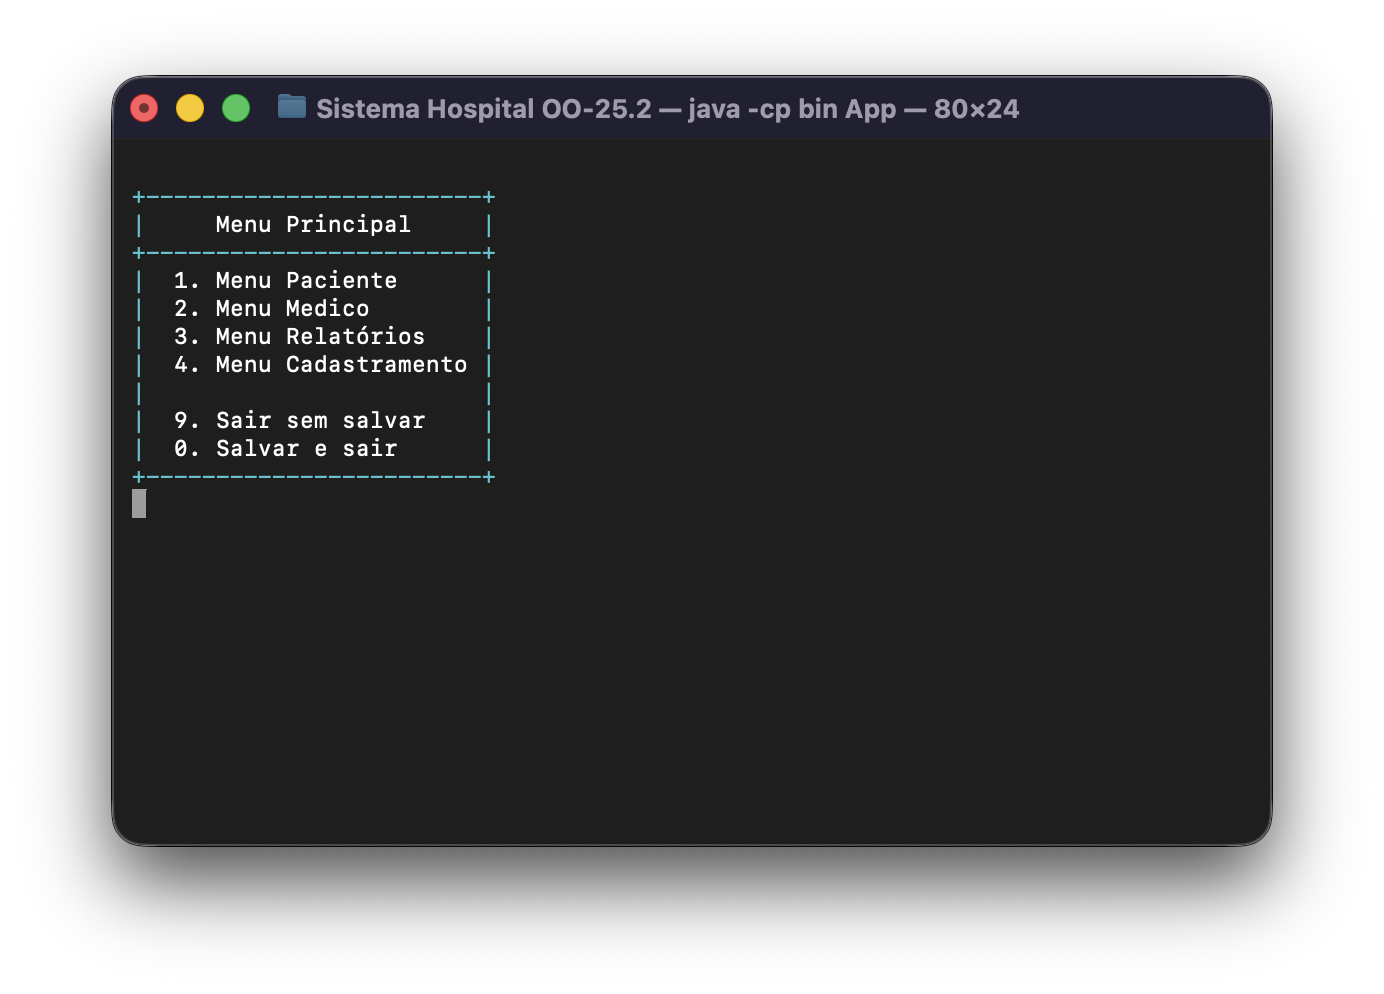 Sistema Hospital OO-25.2 — java -cp bin App — 80×24
+------------------------+
|     Menu Principal     |
+------------------------+
|  1. Menu Paciente      |
|  2. Menu Medico        |
|  3. Menu Relatórios    |
|  4. Menu Cadastramento |
|                        |
|  9. Sair sem salvar    |
|  0. Salvar e sair      |
+------------------------+